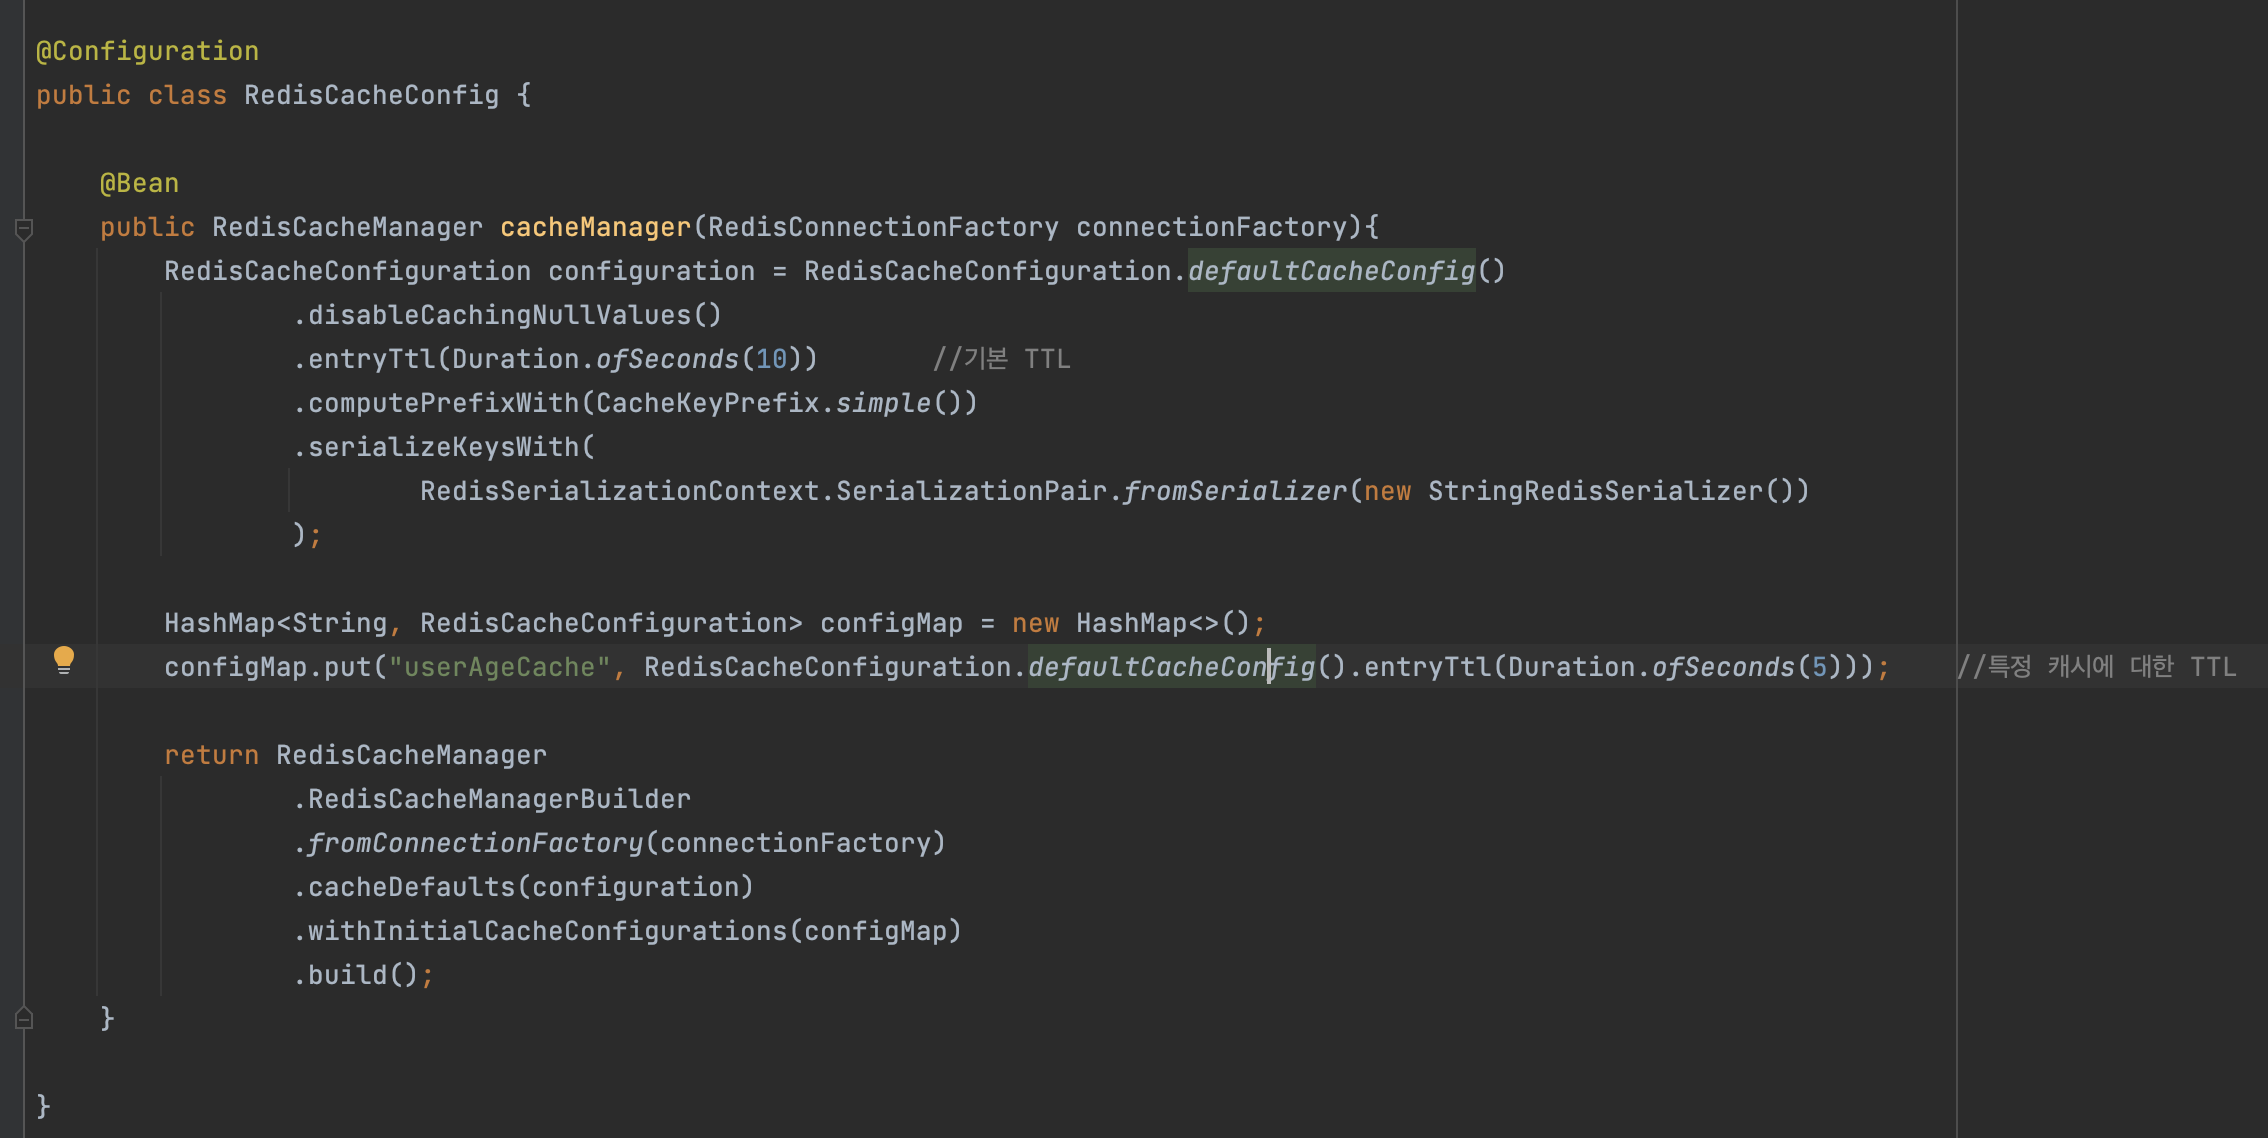 @Configuration
public class RedisCacheConfig {
@Bean
public RedisCacheManager cacheManager(RedisConnectionFactory connectionFactory){
RedisCacheConfiguration configuration = RedisCacheConfiguration.defaultCacheConfig()
.disableCachingNullValues()
.entryTtl(Duration.ofSeconds(10)) //기본 TTL
.computePrefixWith(CacheKeyPrefix.simple())
.serializeKeysWith(
RedisSerializationContext.SerializationPair.fromSerializer(new StringRedisSerializer())
);
HashMap<String, RedisCacheConfiguration> configMap = new HashMap<>();
configMap.put("userAgeCache", RedisCacheConfiguration.defaultCacheConfig().entryTtl(Duration.ofSeconds(5))); //특정 캐시에 대한 TTL
return RedisCacheManager
.RedisCacheManagerBuilder
.fromConnectionFactory(connectionFactory)
.cacheDefaults(configuration)
.withInitialCacheConfigurations(configMap)
.build();
}
}